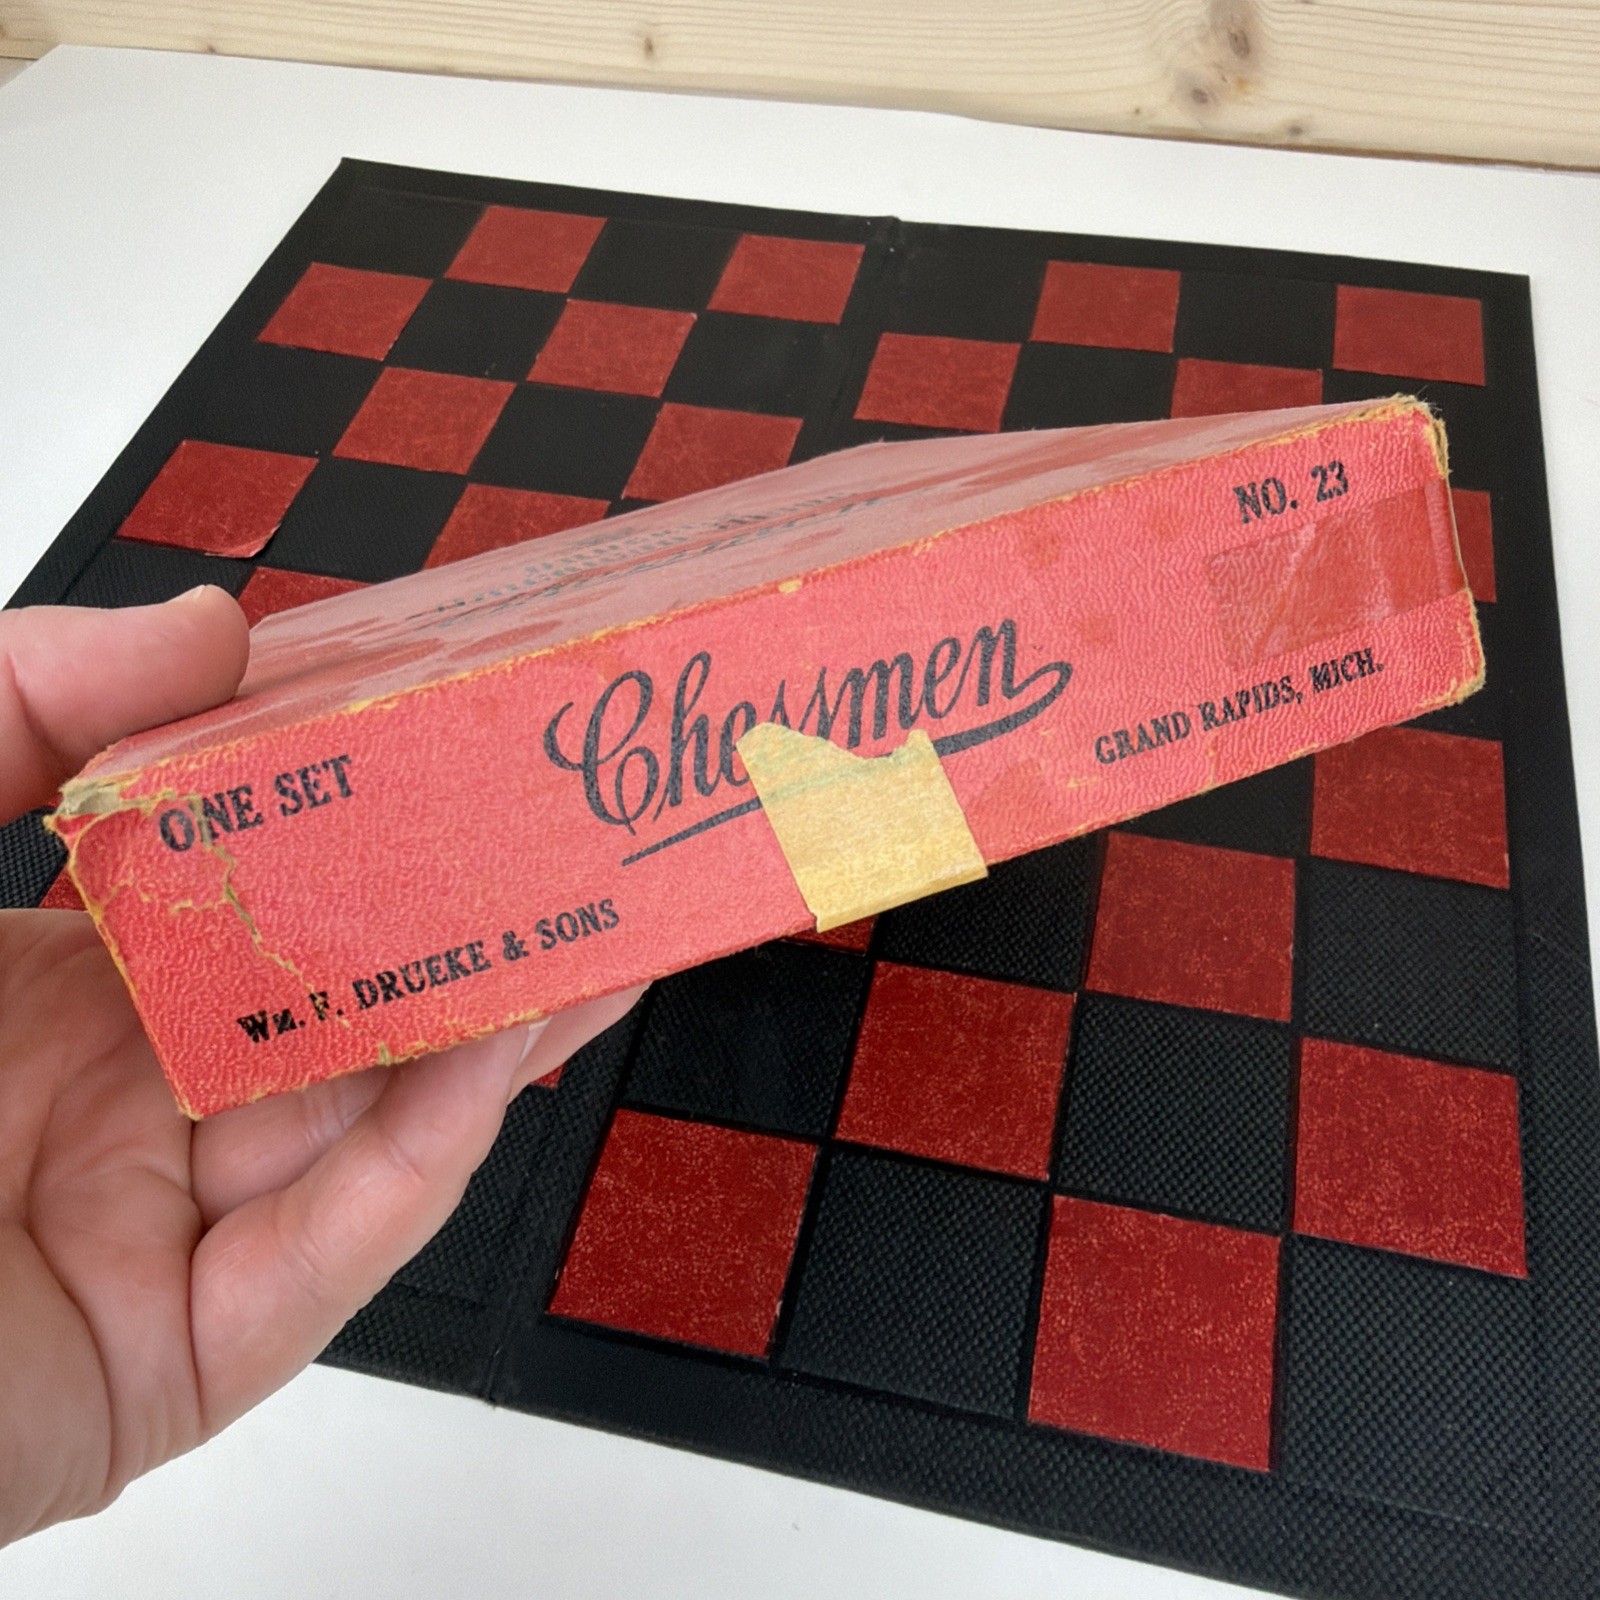 ONE SET
NO. 23
Chessmen
Wm. F. DRUEKE & SONS
GRAND RAPIDS, MICH.